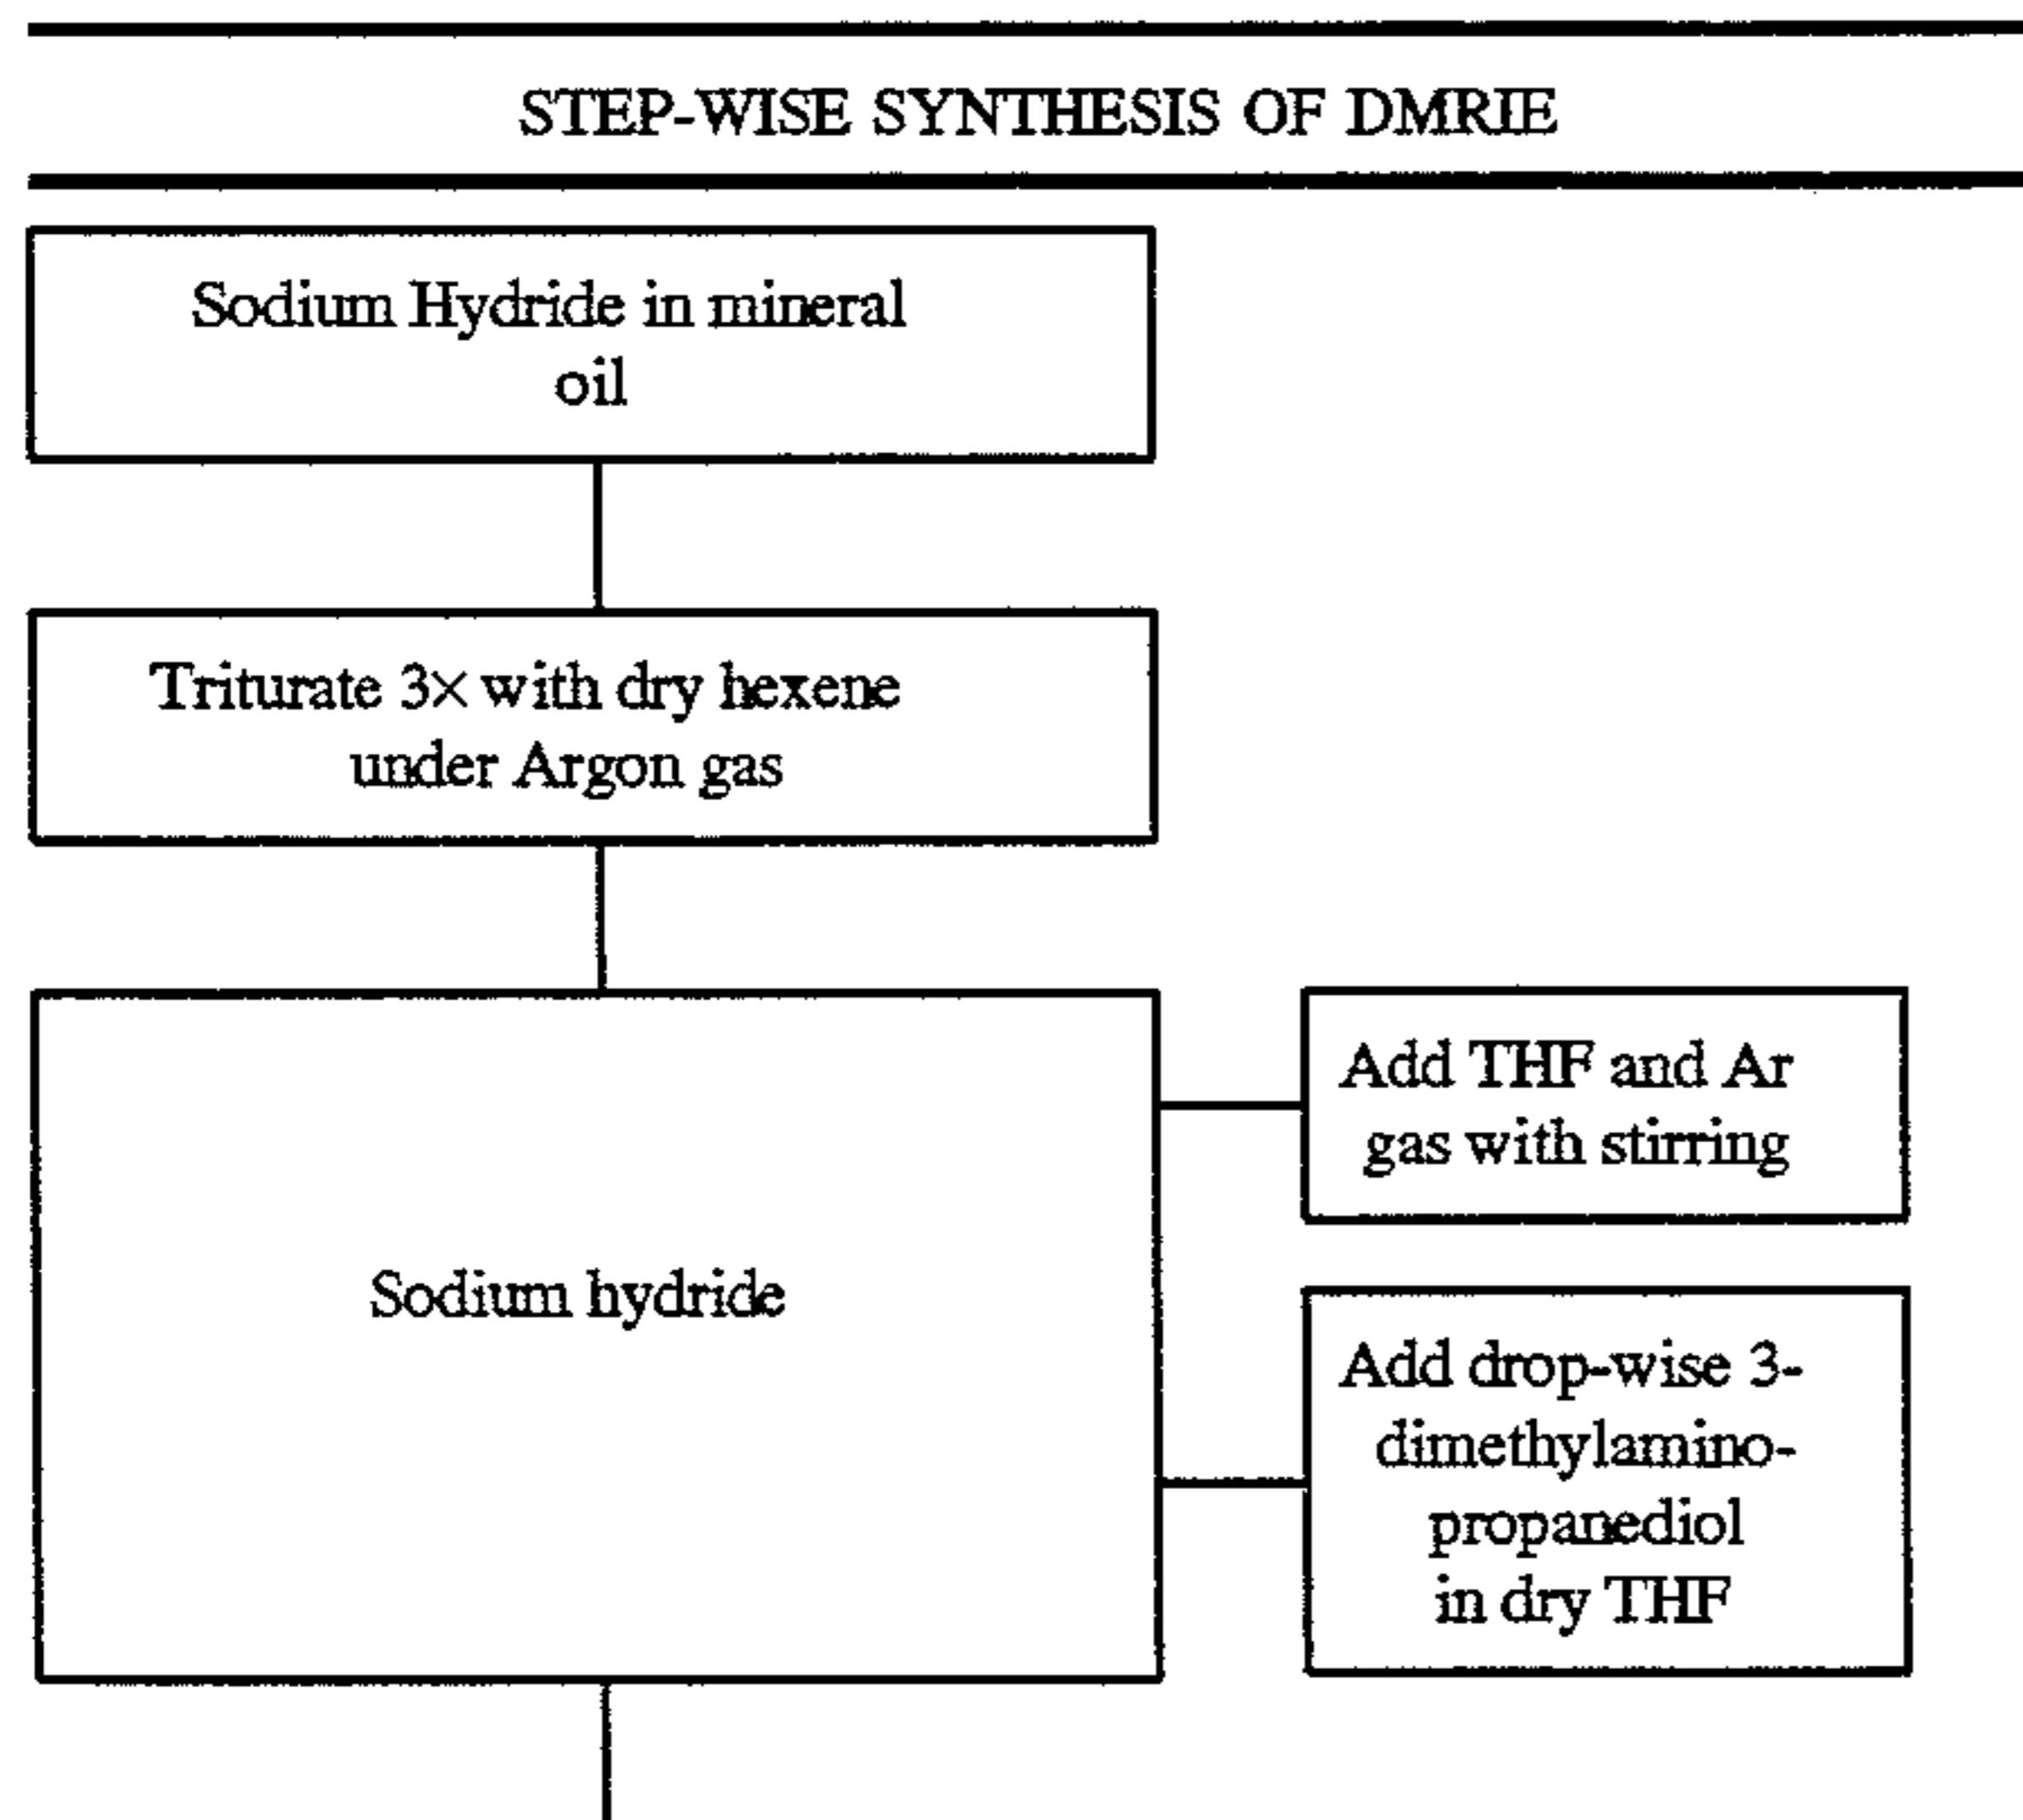 STEP-WISE SYNTHESIS OF DMRIE
Sodium Hydride in mineral
oil
Triturate 3× with dry hexene
under Argon gas
Sodium hydride
Add THF and Ar
gas with stirring
Add drop-wise 3-
dimethylamino-
propanediol
in dry THF